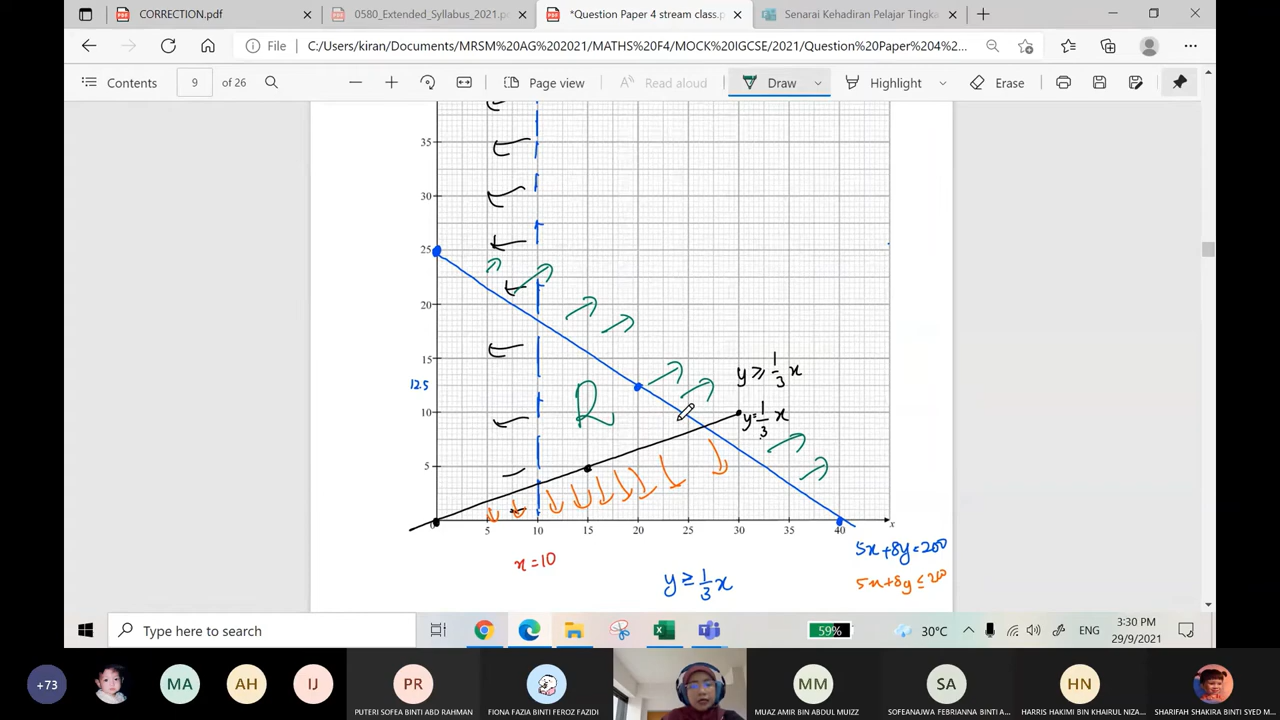 CORRECTION.pdf
0580_Extended_Syllabus_2021.pdf
*Question Paper 4 stream class.p
Senarai Kehadiran Pelajar Tingka
File
C:/Users/kiran/Documents/MRSM%20AG%202021/MATHS%20F4/MOCK%20IGCSE/2021/Question%20Paper%204%2...
Contents
9
of 26
Page view
Read aloud
Draw
Highlight
Erase
35
30
25
20
15
y ≥ 1/3 x
12.5
R
10
y=1/3 x
5
0
5
10
15
20
25
30
35
40
x
x=10
5x+8y=200
y ≥ 1/3 x
5x+8y≤200
Type here to search
59%
30°C
ENG
3:30 PM
29/9/2021
+73
MA
AH
IJ
PR
MM
SA
HN
PUTERI SOFEA BINTI ABD RAHMAN
FIONA FAZIA BINTI FEROZ FAZIDI
MUAZ AMIR BIN ABDUL MUIZZ
SOFEANAJWA FEBRIANNA BINTI A...
HARRIS HAKIMI BIN KHAIRUL NIZA...
SHARIFAH SHAKIRA BINTI SYED M...